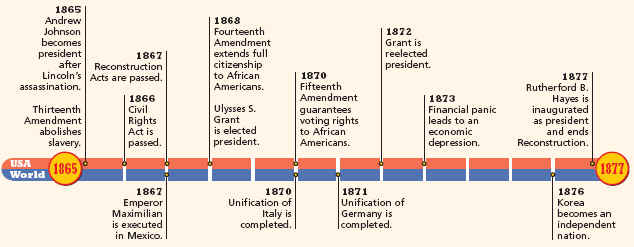 1865
Andrew
Johnson
becomes
president
after
Lincoln's
assassination.
Thirteenth
Amendment
abolishes
slavery.
1867
Reconstruction
Acts are passed.
1866
Civil
Rights
Act is
passed.
1868
Fourteenth
Amendment
extends full
citizenship
to African
Americans.
Ulysses S.
Grant
is elected
president.
1870
Fifteenth
Amendment
guarantees
voting rights
to African
Americans.
1872
Grant is
reelected
president.
1873
Financial panic
leads to an
economic
depression.
1877
Rutherford B.
Hayes is
inaugurated
as president
and ends
Reconstruction.
USA
World
1865
1877
1867
Emperor
Maximilian
is executed
in Mexico.
1870
Unification of
Italy is
completed.
1871
Unification of
Germany is
completed.
1876
Korea
becomes an
independent
nation.